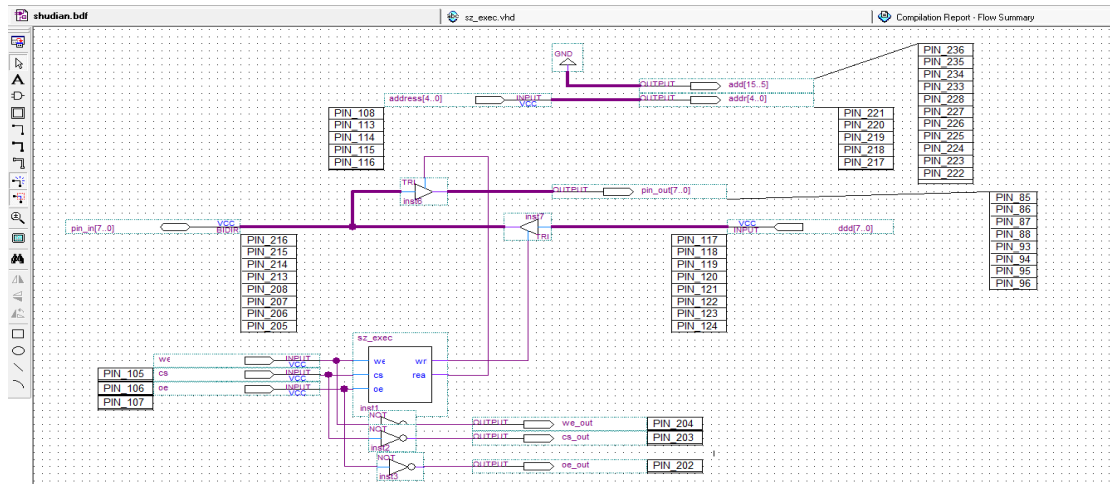 shudian.bdf
sz_exec.vhd
Compilation Report - Flow Summary
GND
OUTPUT
add[15..5]
address[4..0]
INPUT
VCC
OUTPUT
addr[4..0]
PIN_236
PIN_235
PIN_234
PIN_233
PIN_228
PIN_227
PIN_226
PIN_225
PIN_224
PIN_223
PIN_222
PIN_108
PIN_113
PIN_114
PIN_115
PIN_116
PIN_221
PIN_220
PIN_219
PIN_218
PIN_217
TRI
inst6
OUTPUT
pin_out[7..0]
PIN_85
PIN_86
PIN_87
PIN_88
PIN_93
PIN_94
PIN_95
PIN_96
pin_in[7..0]
VCC
BIDIR
inst7
TRI
VCC
INPUT
ddd[7..0]
PIN_216
PIN_215
PIN_214
PIN_213
PIN_208
PIN_207
PIN_206
PIN_205
PIN_117
PIN_118
PIN_119
PIN_120
PIN_121
PIN_122
PIN_123
PIN_124
sz_exec
we
INPUT
VCC
cs
INPUT
VCC
oe
INPUT
VCC
PIN_105
PIN_106
PIN_107
we wr
cs rea
oe
inst1
NOT
OUTPUT
we_out
PIN_204
NOT
inst2
OUTPUT
cs_out
PIN_203
NOT
inst3
OUTPUT
oe_out
PIN_202